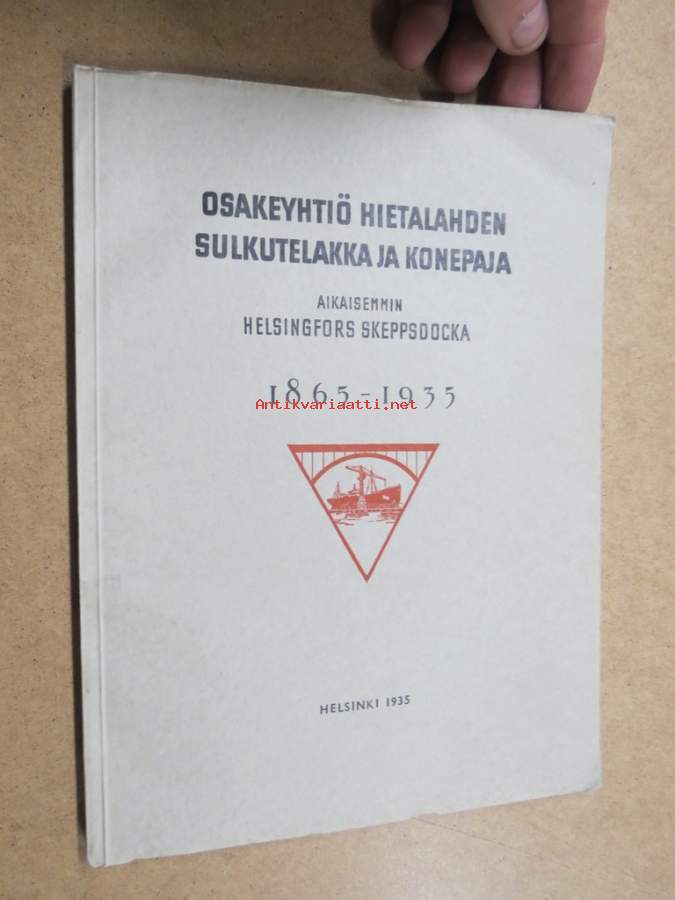 OSAKEYHTIÖ HIETALAHDEN
SULKUTELAKKA JA KONEPAJA
AIKAISEMMIN
HELSINGFORS SKEPPSDOCKA
1865-1935
Antikvariaatti.net
HELSINKI 1935